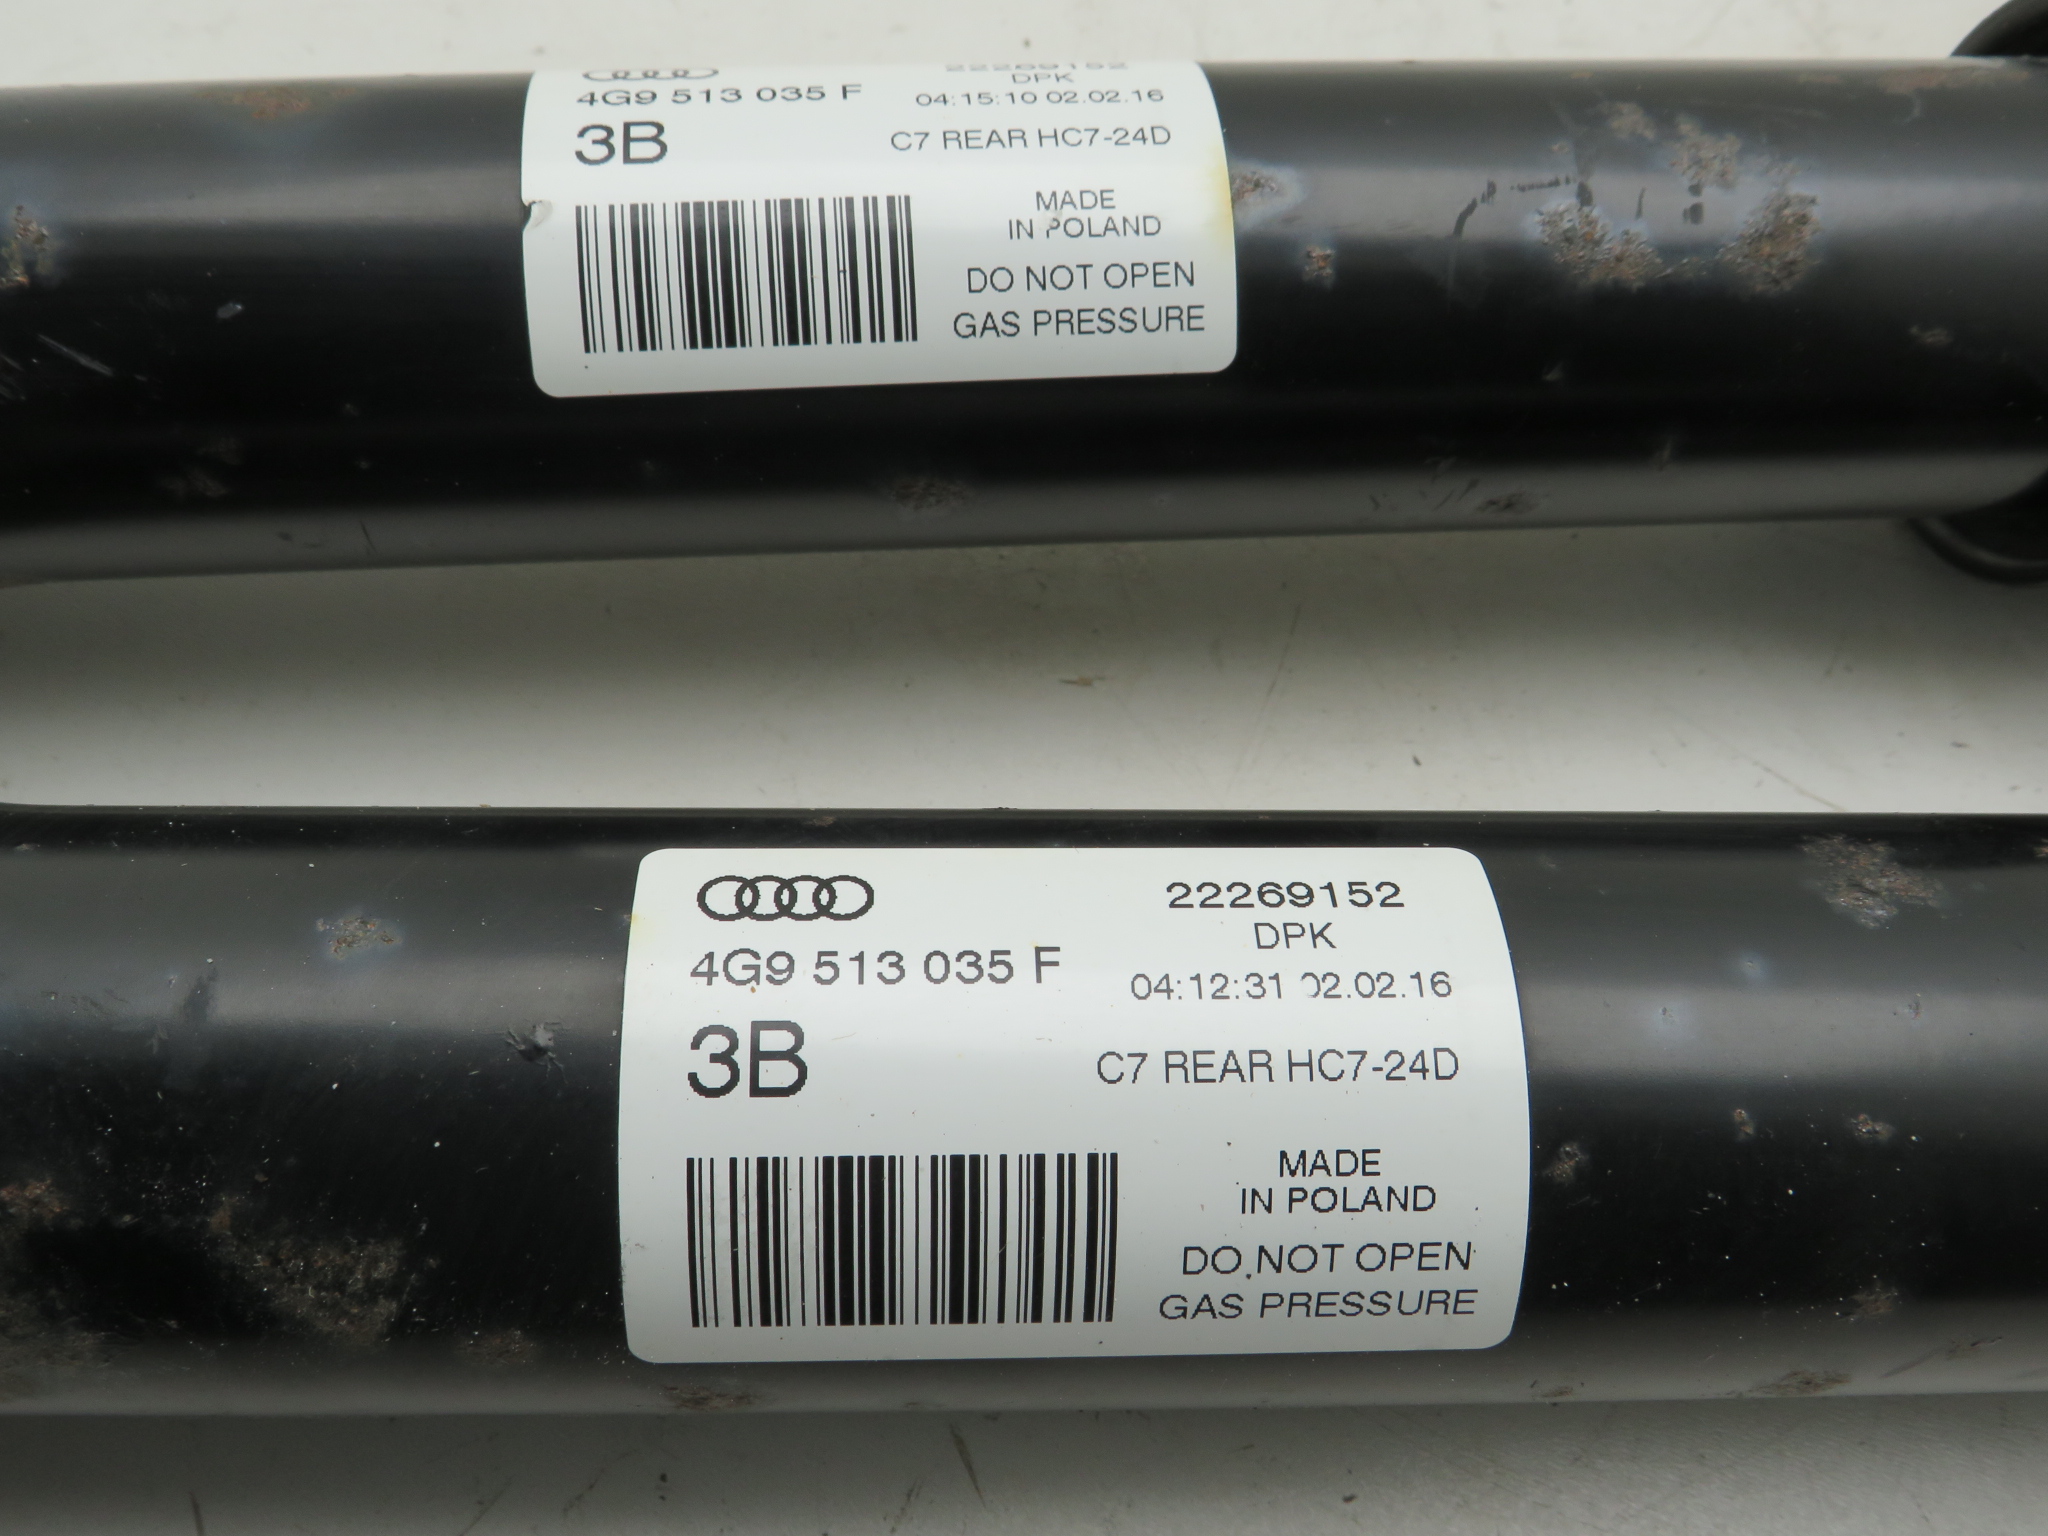 22269152
DPK
4G9 513 035 F
04:15:10 02.02.16
3B
C7 REAR HC7-24D
MADE
IN POLAND
DO NOT OPEN
GAS PRESSURE
22269152
DPK
4G9 513 035 F
04:12:31 02.02.16
3B
C7 REAR HC7-24D
MADE
IN POLAND
DO NOT OPEN
GAS PRESSURE